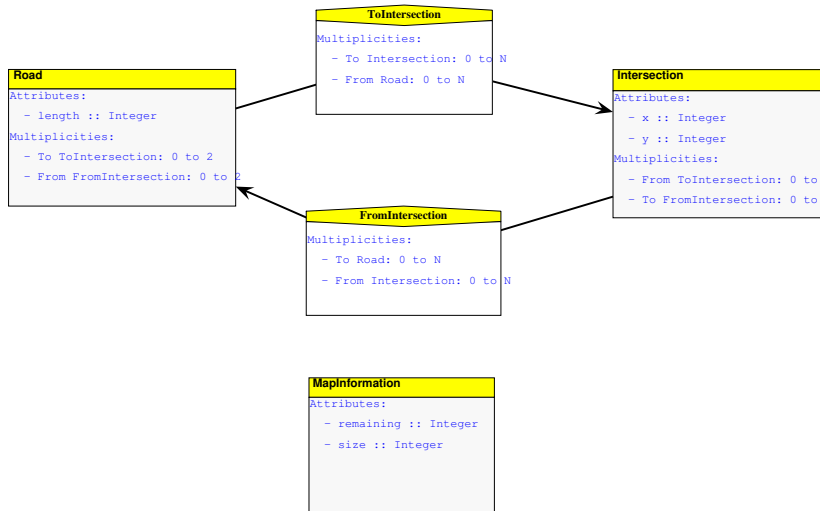 ToIntersection
Multiplicities:
- To Intersection: 0 to N
- From Road: 0 to N
Road
Attributes:
- length :: Integer
Multiplicities:
- To ToIntersection: 0 to 2
- From FromIntersection: 0 to 2
Intersection
Attributes:
- x :: Integer
- y :: Integer
Multiplicities:
- From ToIntersection: 0 to
- To FromIntersection: 0 to
FromIntersection
Multiplicities:
- To Road: 0 to N
- From Intersection: 0 to N
MapInformation
Attributes:
- remaining :: Integer
- size :: Integer